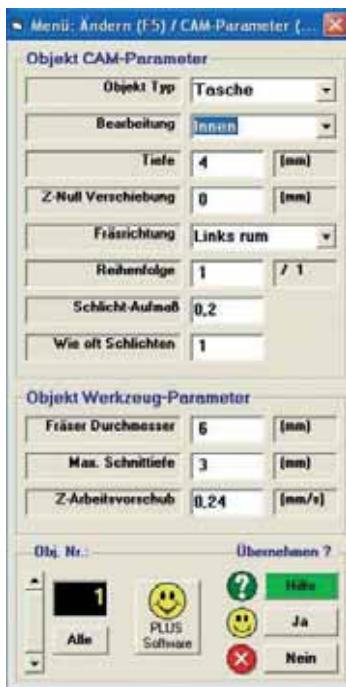 Menü: Ändern (F5) / CAM-Parameter (...
Objekt CAM-Parameter
Objekt Typ Tasche
Bearbeitung Innen
Tiefe 4 (mm)
Z-Null Verschiebung 0 (mm)
Fräsrichtung Links rum
Reihenfolge 1 / 1
Schlicht-Aufmaß 0,2
Wie oft Schlichten 1
Objekt Werkzeug-Parameter
Fräser Durchmesser 6 (mm)
Max. Schnittiefe 3 (mm)
Z-Arbeitsvorschub 0,24 (mm/s)
Obj. Nr.: Übernehmen ?
1 ? Hilfe
Alle PLUS Software Ja
Nein